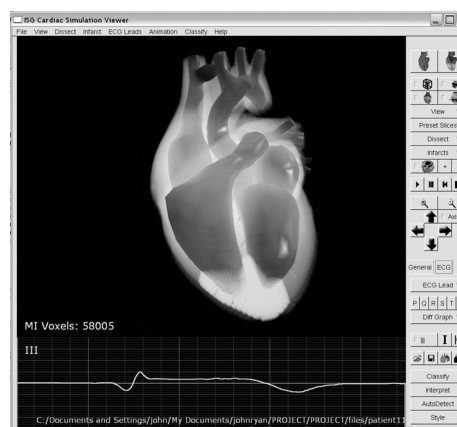 ISG Cardiac Simulation Viewer
File View Dissect Infarct ECG Leads Animation Classify Help
View
Preset Slices
Dissect
Infarcts
+
Axi
General ECG
ECG Lead
P Q R S T
Diff Graph
MI Voxels: 58005
III
Classify
Interpret
AutoDetect
Style
C:/Documents and Settings/john/My Documents/johnryan/PROJECT/PROJECT/files/patient11